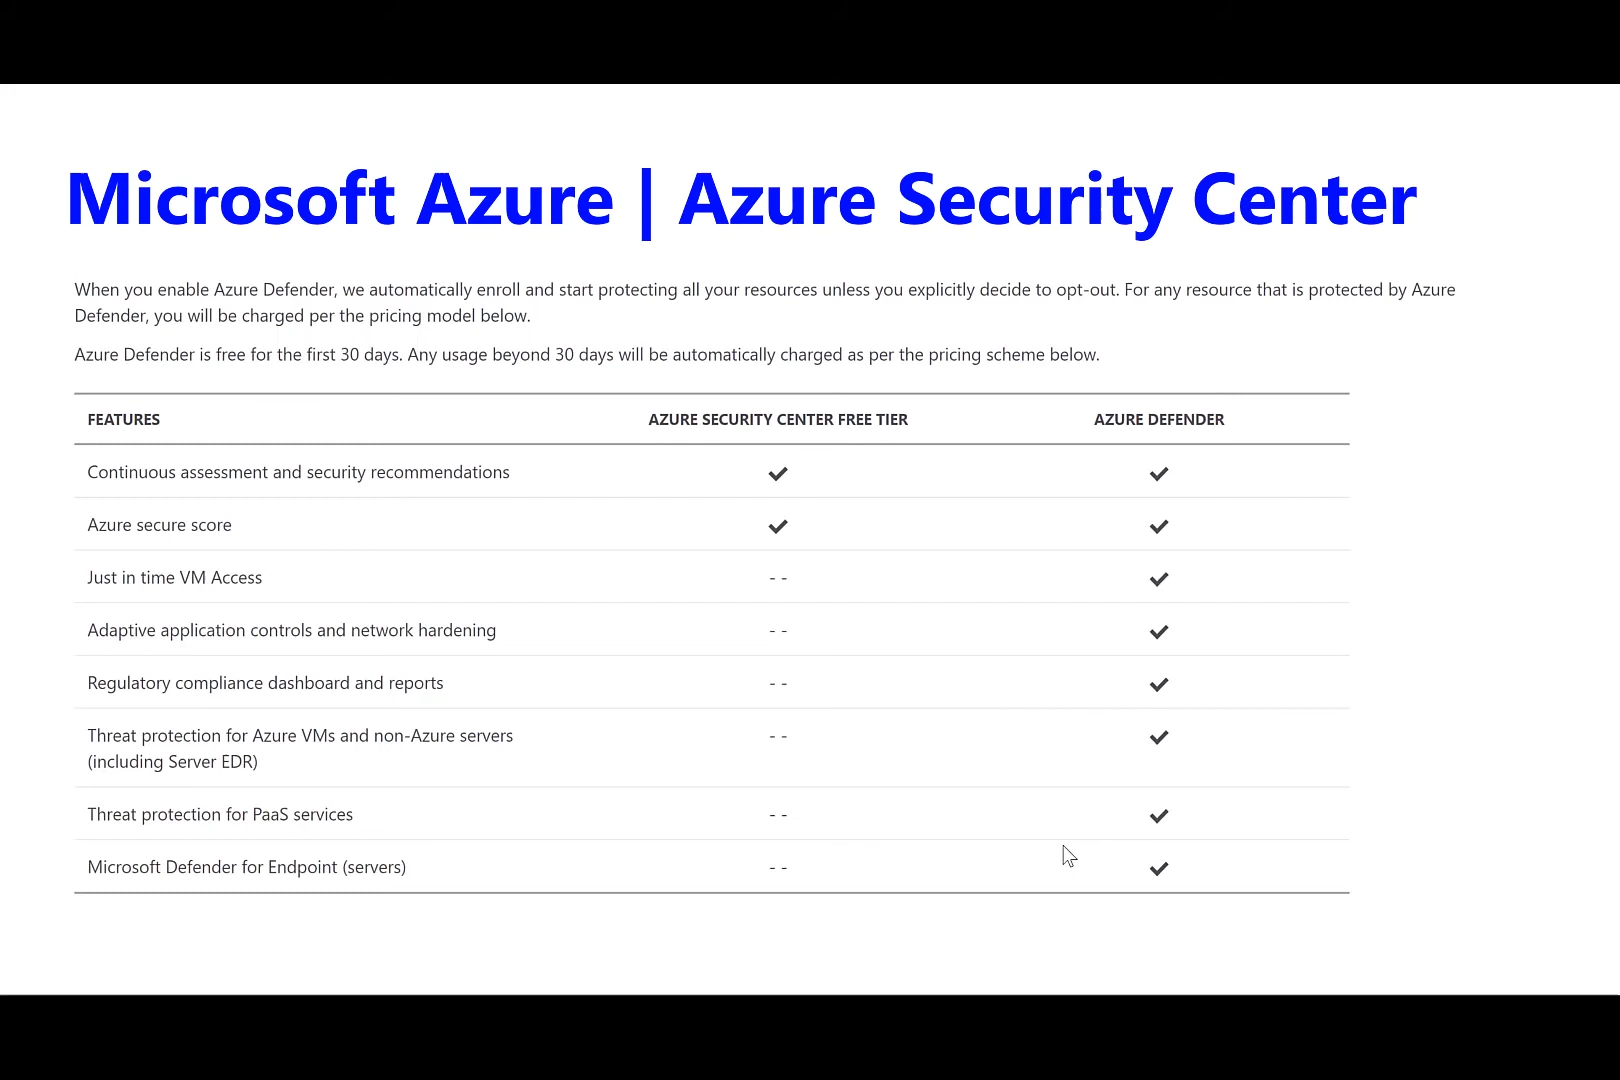 Microsoft Azure | Azure Security Center
When you enable Azure Defender, we automatically enroll and start protecting all your resources unless you explicitly decide to opt-out. For any resource that is protected by Azure
Defender, you will be charged per the pricing model below.
Azure Defender is free for the first 30 days. Any usage beyond 30 days will be automatically charged as per the pricing scheme below.
FEATURES AZURE SECURITY CENTER FREE TIER AZURE DEFENDER
Continuous assessment and security recommendations ✔ ✔
Azure secure score ✔ ✔
Just in time VM Access - - ✔
Adaptive application controls and network hardening - - ✔
Regulatory compliance dashboard and reports - - ✔
Threat protection for Azure VMs and non-Azure servers - - ✔
(including Server EDR)
Threat protection for PaaS services - - ✔
Microsoft Defender for Endpoint (servers) - - ✔